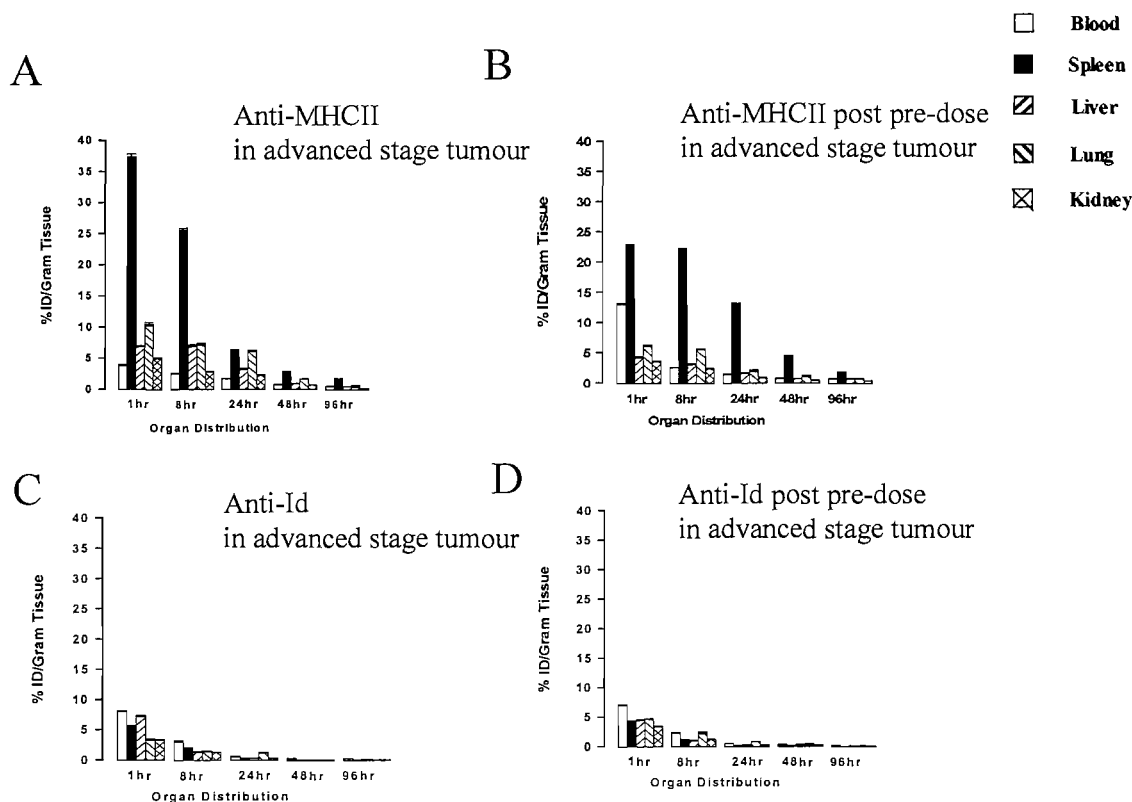 Blood
Spleen
Liver
Lung
Kidney
A
Anti-MHCII
in advanced stage tumour
40
35
30
25
20
15
10
5
0
% ID/Gram Tissue
1hr 8hr 24hr 48hr 96hr
Organ Distribution
B
Anti-MHCII post pre-dose
in advanced stage tumour
40
35
30
25
20
15
10
5
0
% ID/Gram Tissue
1hr 8hr 24hr 48hr 96hr
Organ Distribution
C
Anti-Id
in advanced stage tumour
40
35
30
25
20
15
10
5
0
% ID/Gram Tissue
1hr 8hr 24hr 48hr 96hr
Organ Distribution
D
Anti-Id post pre-dose
in advanced stage tumour
40
35
30
25
20
15
10
5
0
% ID/Gram Tissue
1hr 8hr 24hr 48hr 96hr
Organ Distribution